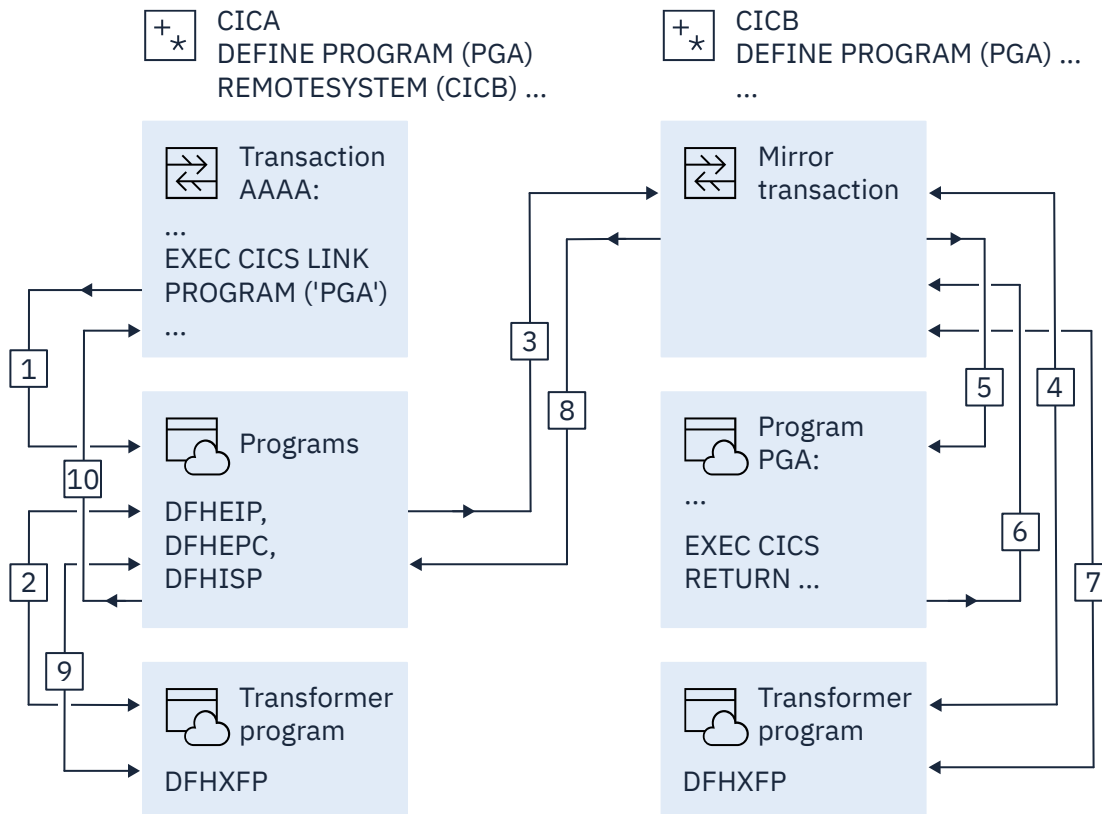 CICA
DEFINE PROGRAM (PGA)
REMOTESYSTEM (CICB) ...
CICB
DEFINE PROGRAM (PGA) ...
...
Transaction
AAAA:
...
EXEC CICS LINK
PROGRAM ('PGA')
...
Mirror
transaction
1
3
8
5
4
Programs
DFHEIP,
DFHEPC,
DFHISP
10
2
Program
PGA:
...
EXEC CICS
RETURN ...
6
7
9
Transformer
program
DFHXFP
Transformer
program
DFHXFP